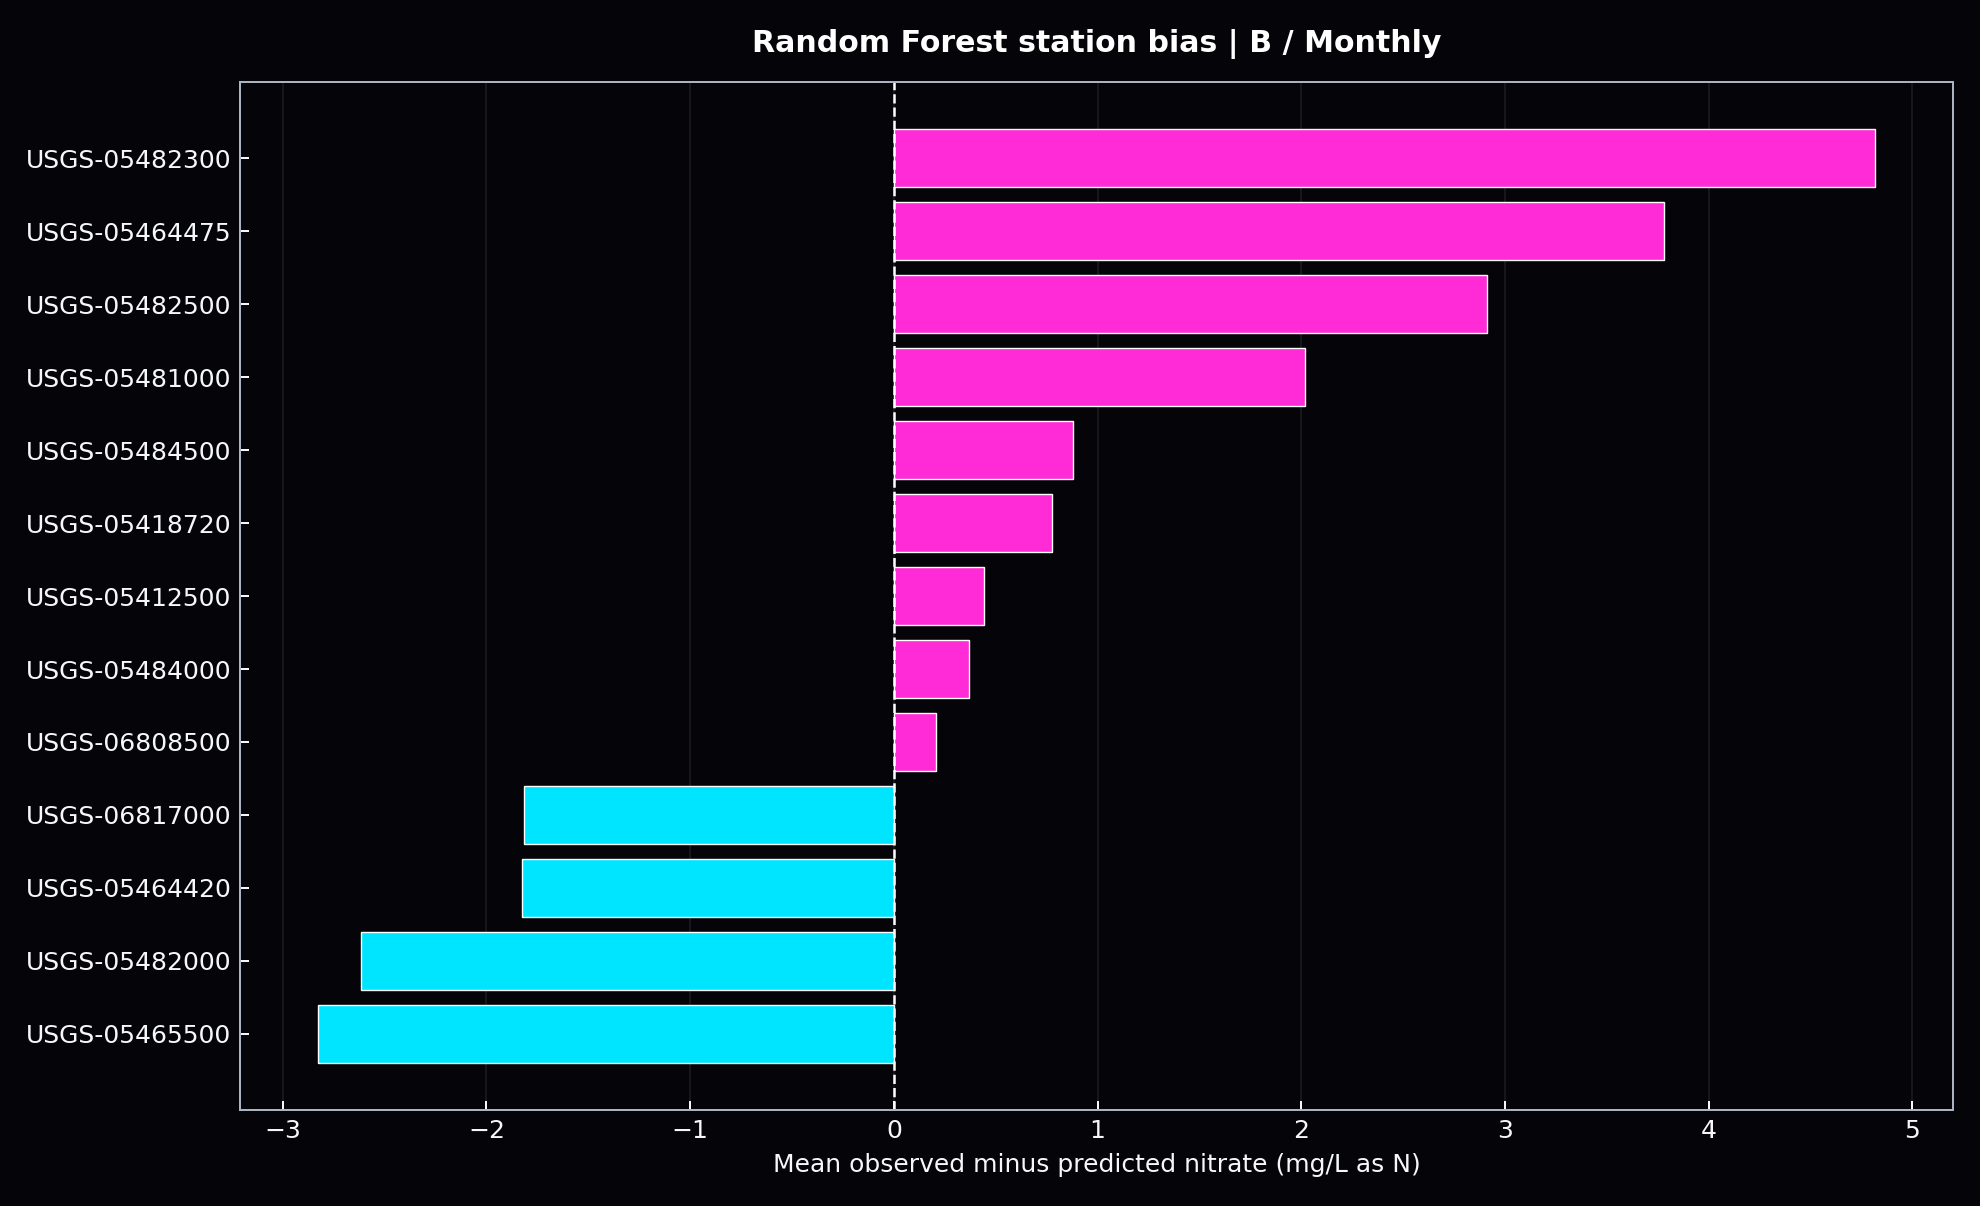 Random Forest station bias | B / Monthly
USGS-05482300
USGS-05464475
USGS-05482500
USGS-05481000
USGS-05484500
USGS-05418720
USGS-05412500
USGS-05484000
USGS-06808500
USGS-06817000
USGS-05464420
USGS-05482000
USGS-05465500
−3 −2 −1 0 1 2 3 4 5
Mean observed minus predicted nitrate (mg/L as N)